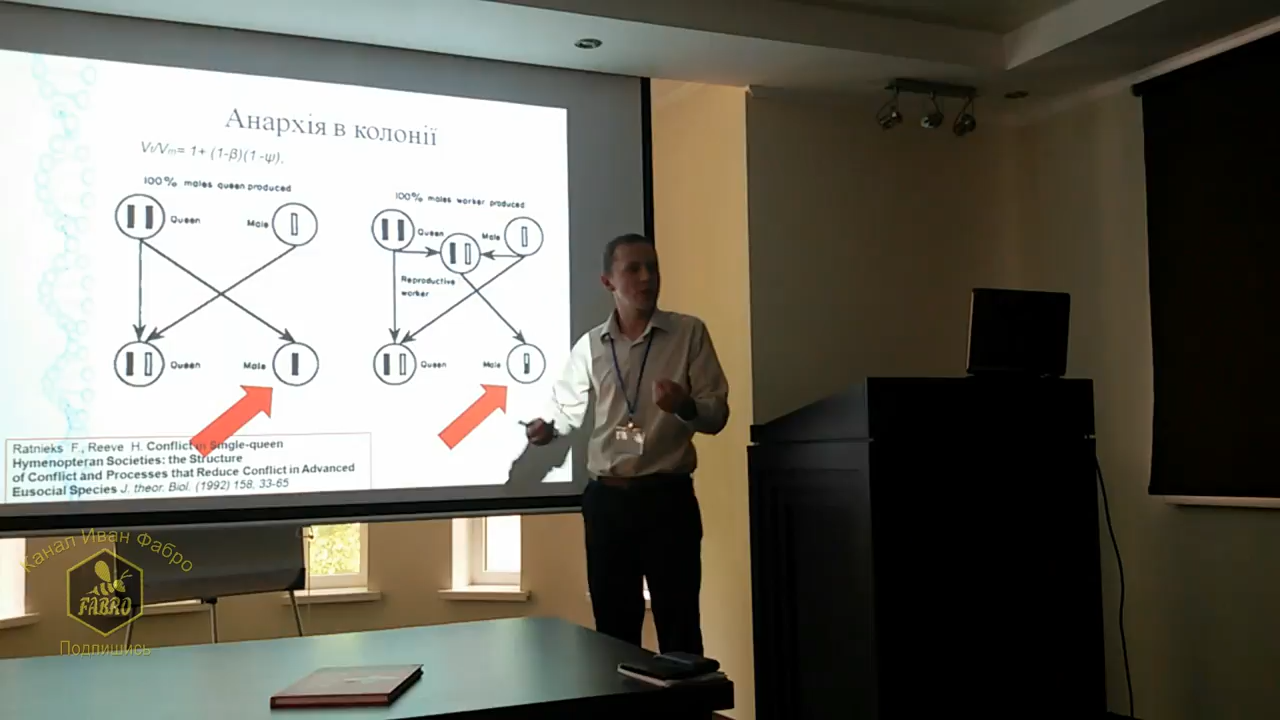 Анархія в колонії
Vf/Vm= 1+ (1-β)(1-ψ).
100% males queen produced
Queen
Male
Queen
Male
100% males worker produced
Queen
Male
Reproductive
worker
Queen
Male
Ratnieks F., Reeve H. Conflict in Single-queen
Hymenopteran Societies: the Structure
of Conflict and Processes that Reduce Conflict in Advanced
Eusocial Species J. theor. Biol. (1992) 158, 33-65
Канал Иван Фабро
FABRO
Подпишись